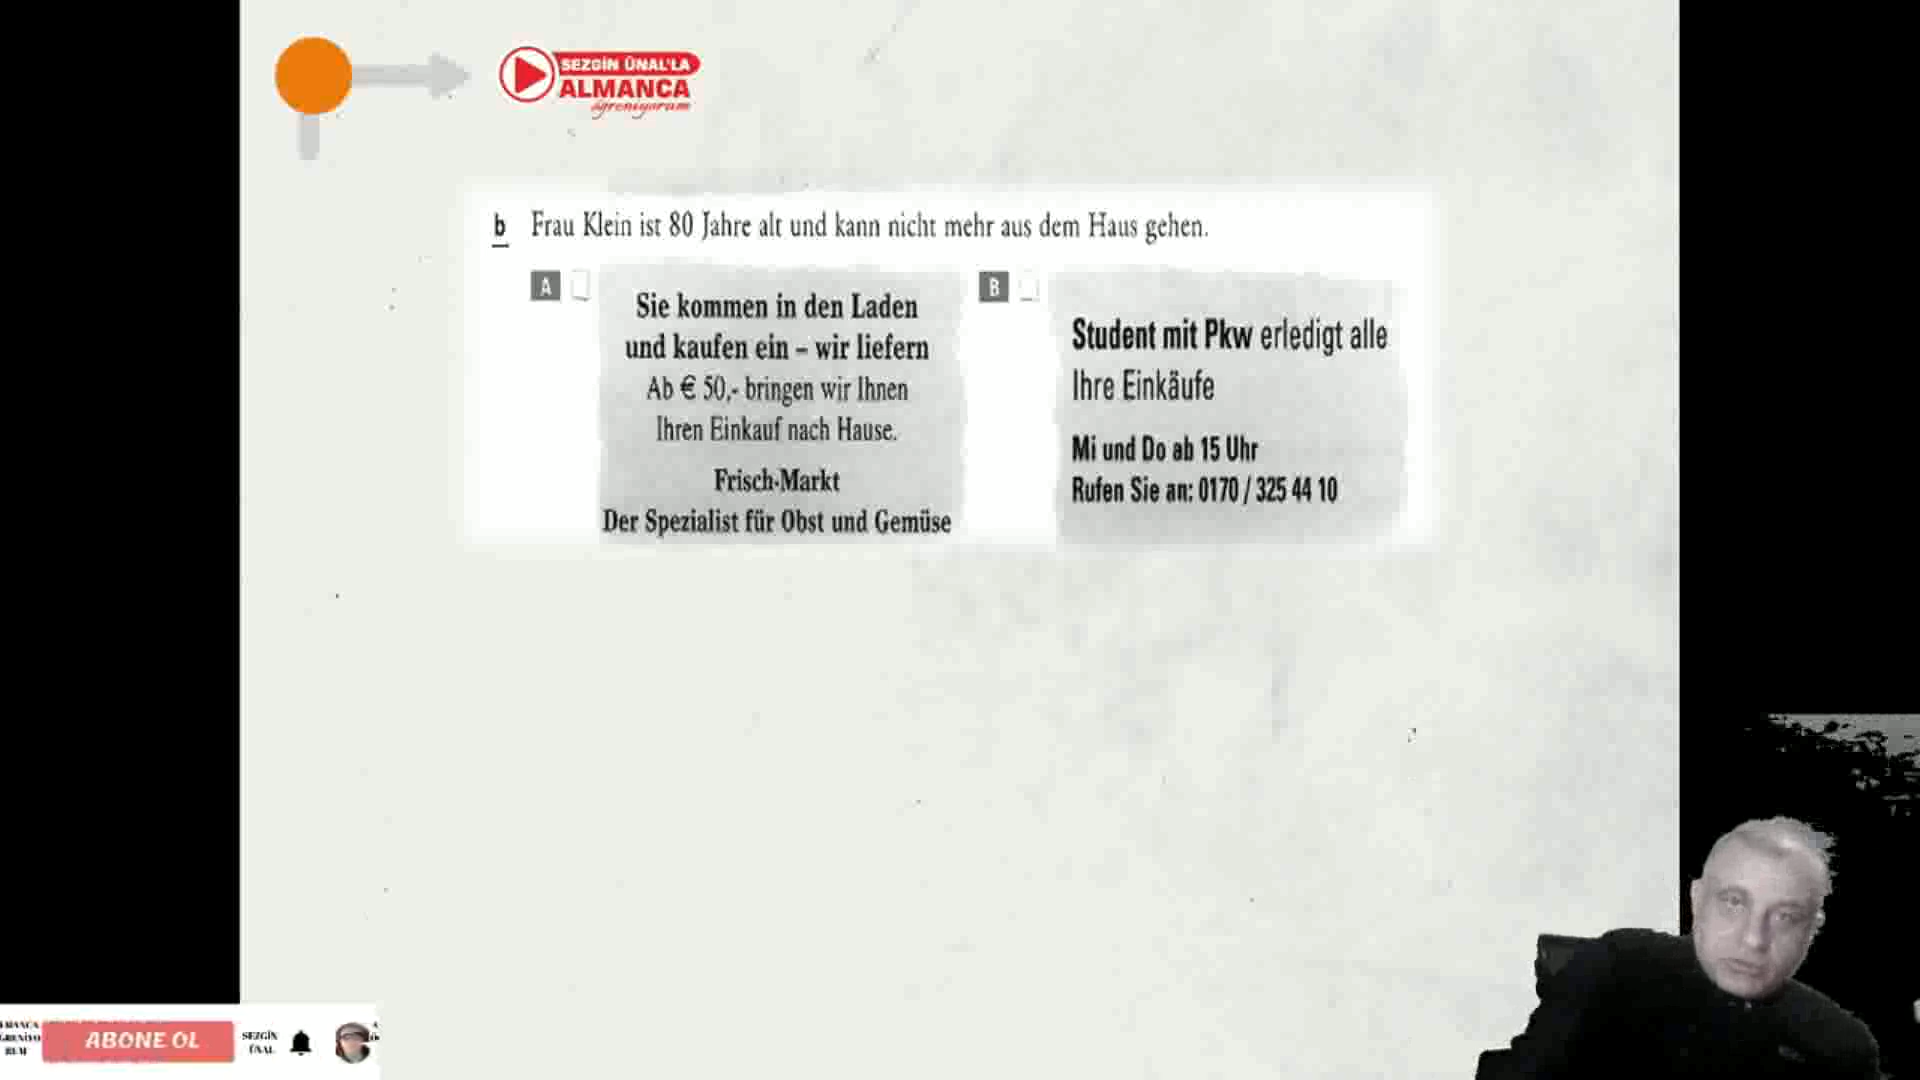 SEZGİN ÜNAL'LA
ALMANCA
öğreniyorum
b Frau Klein ist 80 Jahre alt und kann nicht mehr aus dem Haus gehen.
A
Sie kommen in den Laden
und kaufen ein – wir liefern
Ab € 50,- bringen wir Ihnen
Ihren Einkauf nach Hause.
Frisch-Markt
Der Spezialist für Obst und Gemüse
B
Student mit Pkw erledigt alle
Ihre Einkäufe
Mi und Do ab 15 Uhr
Rufen Sie an: 0170 / 325 44 10
ABONE OL
SEZGİN
ÜNAL